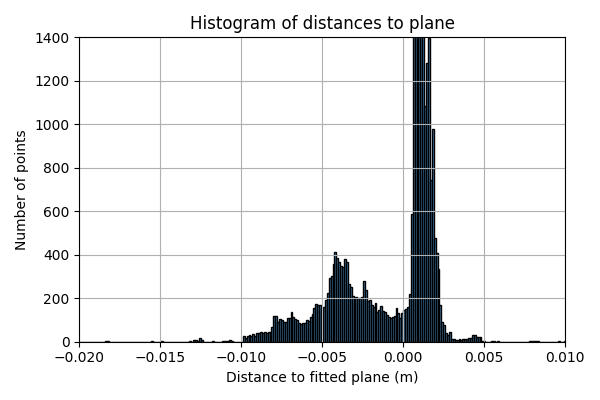 Histogram of distances to plane
1400
1200
1000
800
600
400
200
0
Number of points
−0.020 −0.015 −0.010 −0.005 0.000 0.005 0.010
Distance to fitted plane (m)